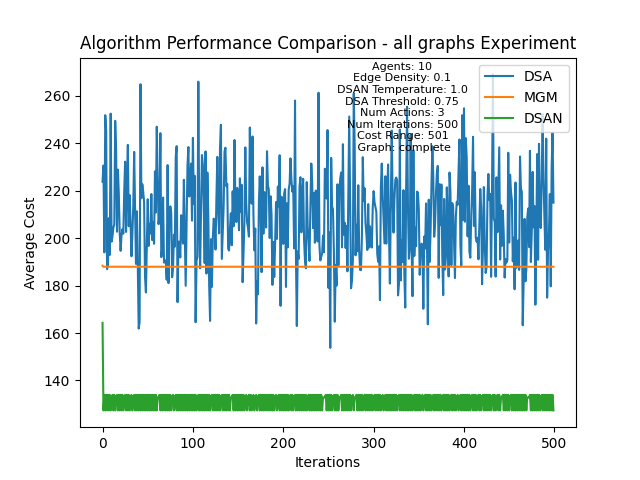 Algorithm Performance Comparison - all graphs Experiment
Agents: 10
Edge Density: 0.1
DSAN Temperature: 1.0
DSA Threshold: 0.75
Num Actions: 3
Num Iterations: 500
Cost Range: 501
Graph: complete
DSA
MGM
DSAN
Average Cost
260
240
220
200
180
160
140
0
100
200
300
400
500
Iterations